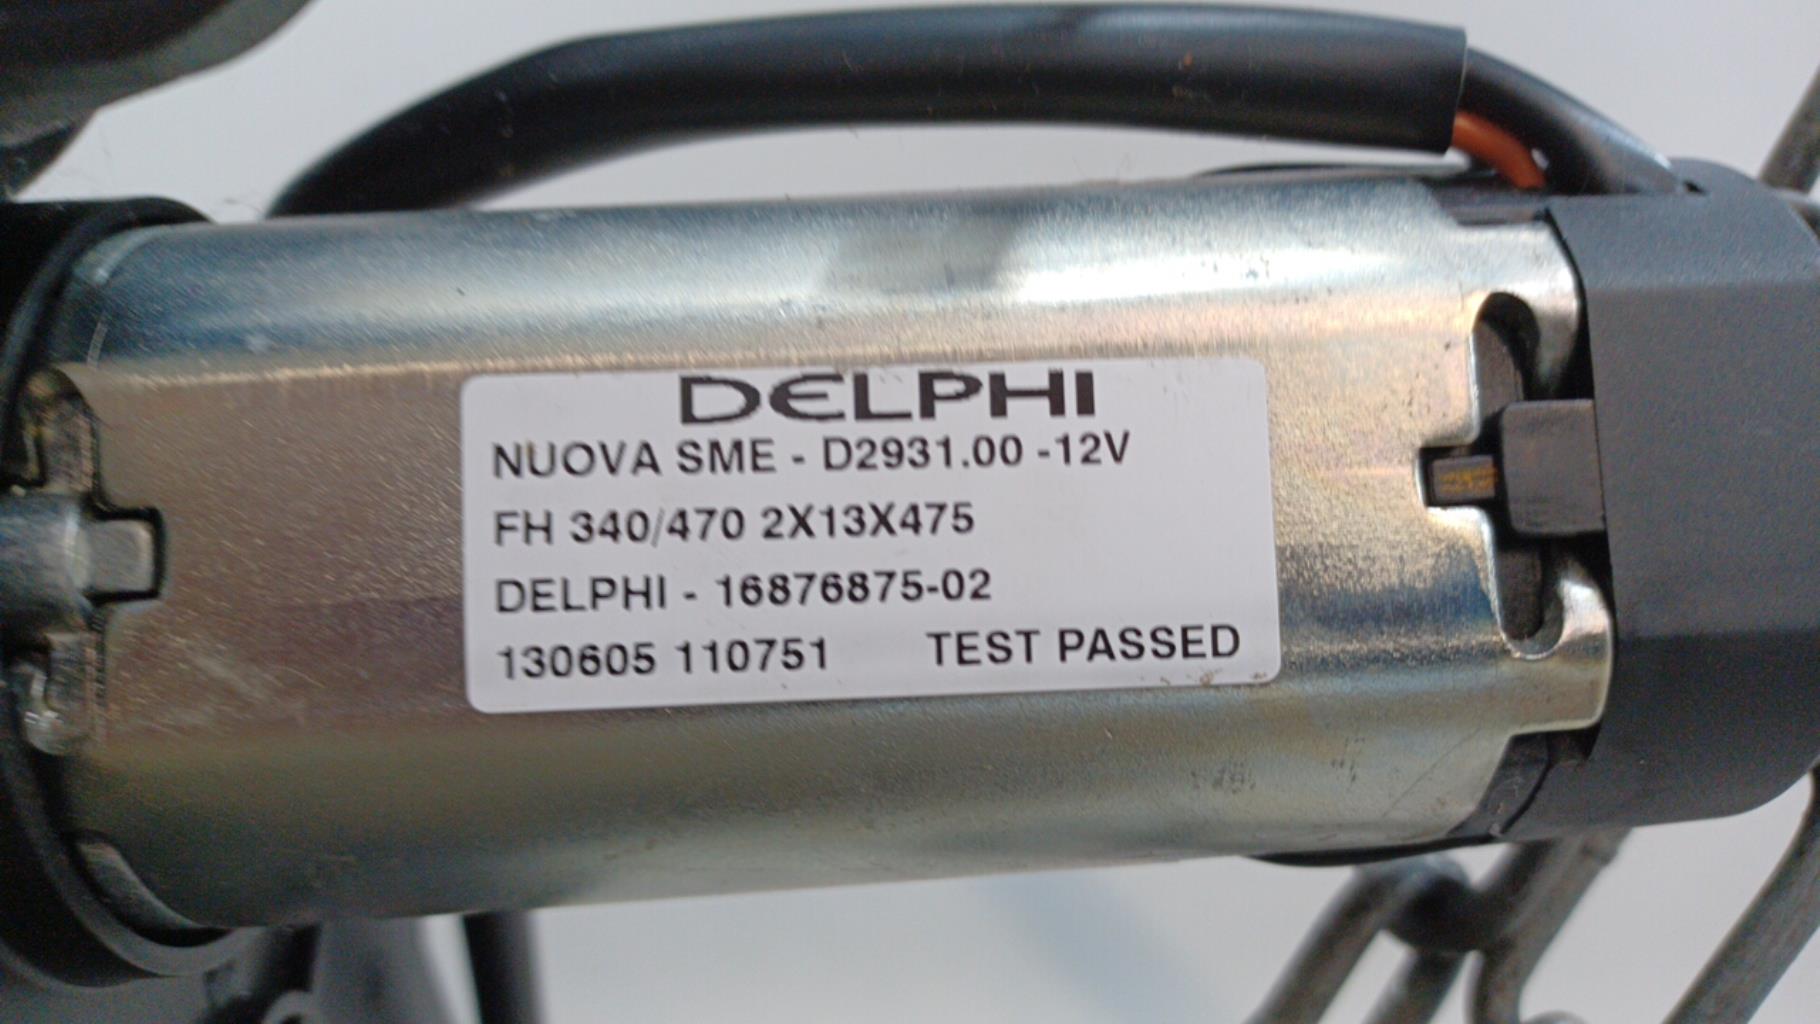 DELPHI
NUOVA SME - D2931.00 -12V
FH 340/470 2X13X475
DELPHI - 16876875-02
130605 110751 TEST PASSED